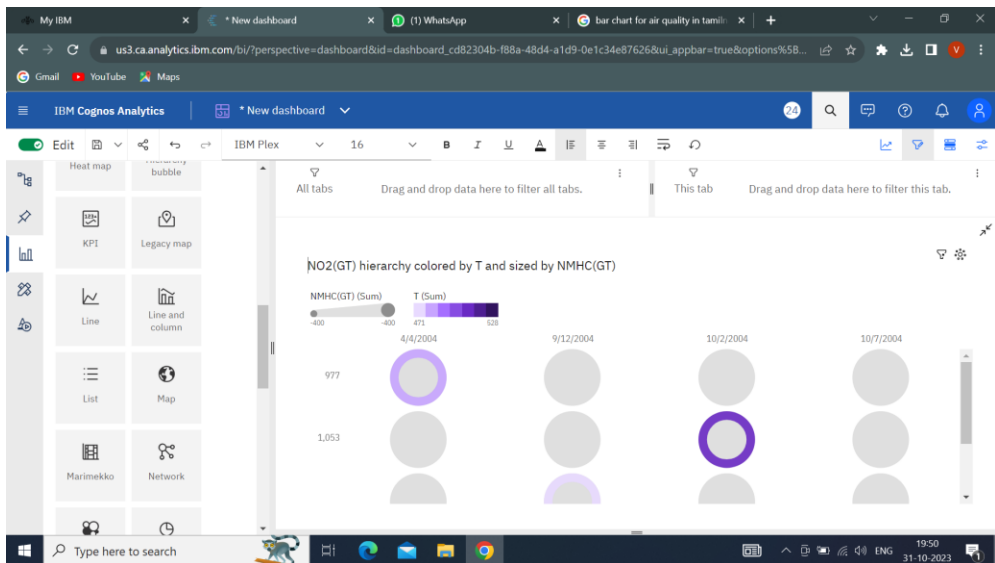 My IBM
* New dashboard
(1) WhatsApp
bar chart for air quality in tamiln
us3.ca.analytics.ibm.com/bi/?perspective=dashboard&id=dashboard_cd82304b-f88a-48d4-a1d9-0e1c34e87626&ui_appbar=true&options%5B...
V
Gmail
YouTube
Maps
IBM Cognos Analytics
* New dashboard
24
Edit
IBM Plex
16
B
I
U
A
Heat map
Hierarchy
bubble
All tabs
Drag and drop data here to filter all tabs.
This tab
Drag and drop data here to filter this tab.
KPI
Legacy map
Line
Line and
column
List
Map
Marimekko
Network
NO2(GT) hierarchy colored by T and sized by NMHC(GT)
NMHC(GT) (Sum)
T (Sum)
-400
-400
471
528
4/4/2004
9/12/2004
10/2/2004
10/7/2004
977
1,053
Type here to search
ENG
19:50
31-10-2023
1